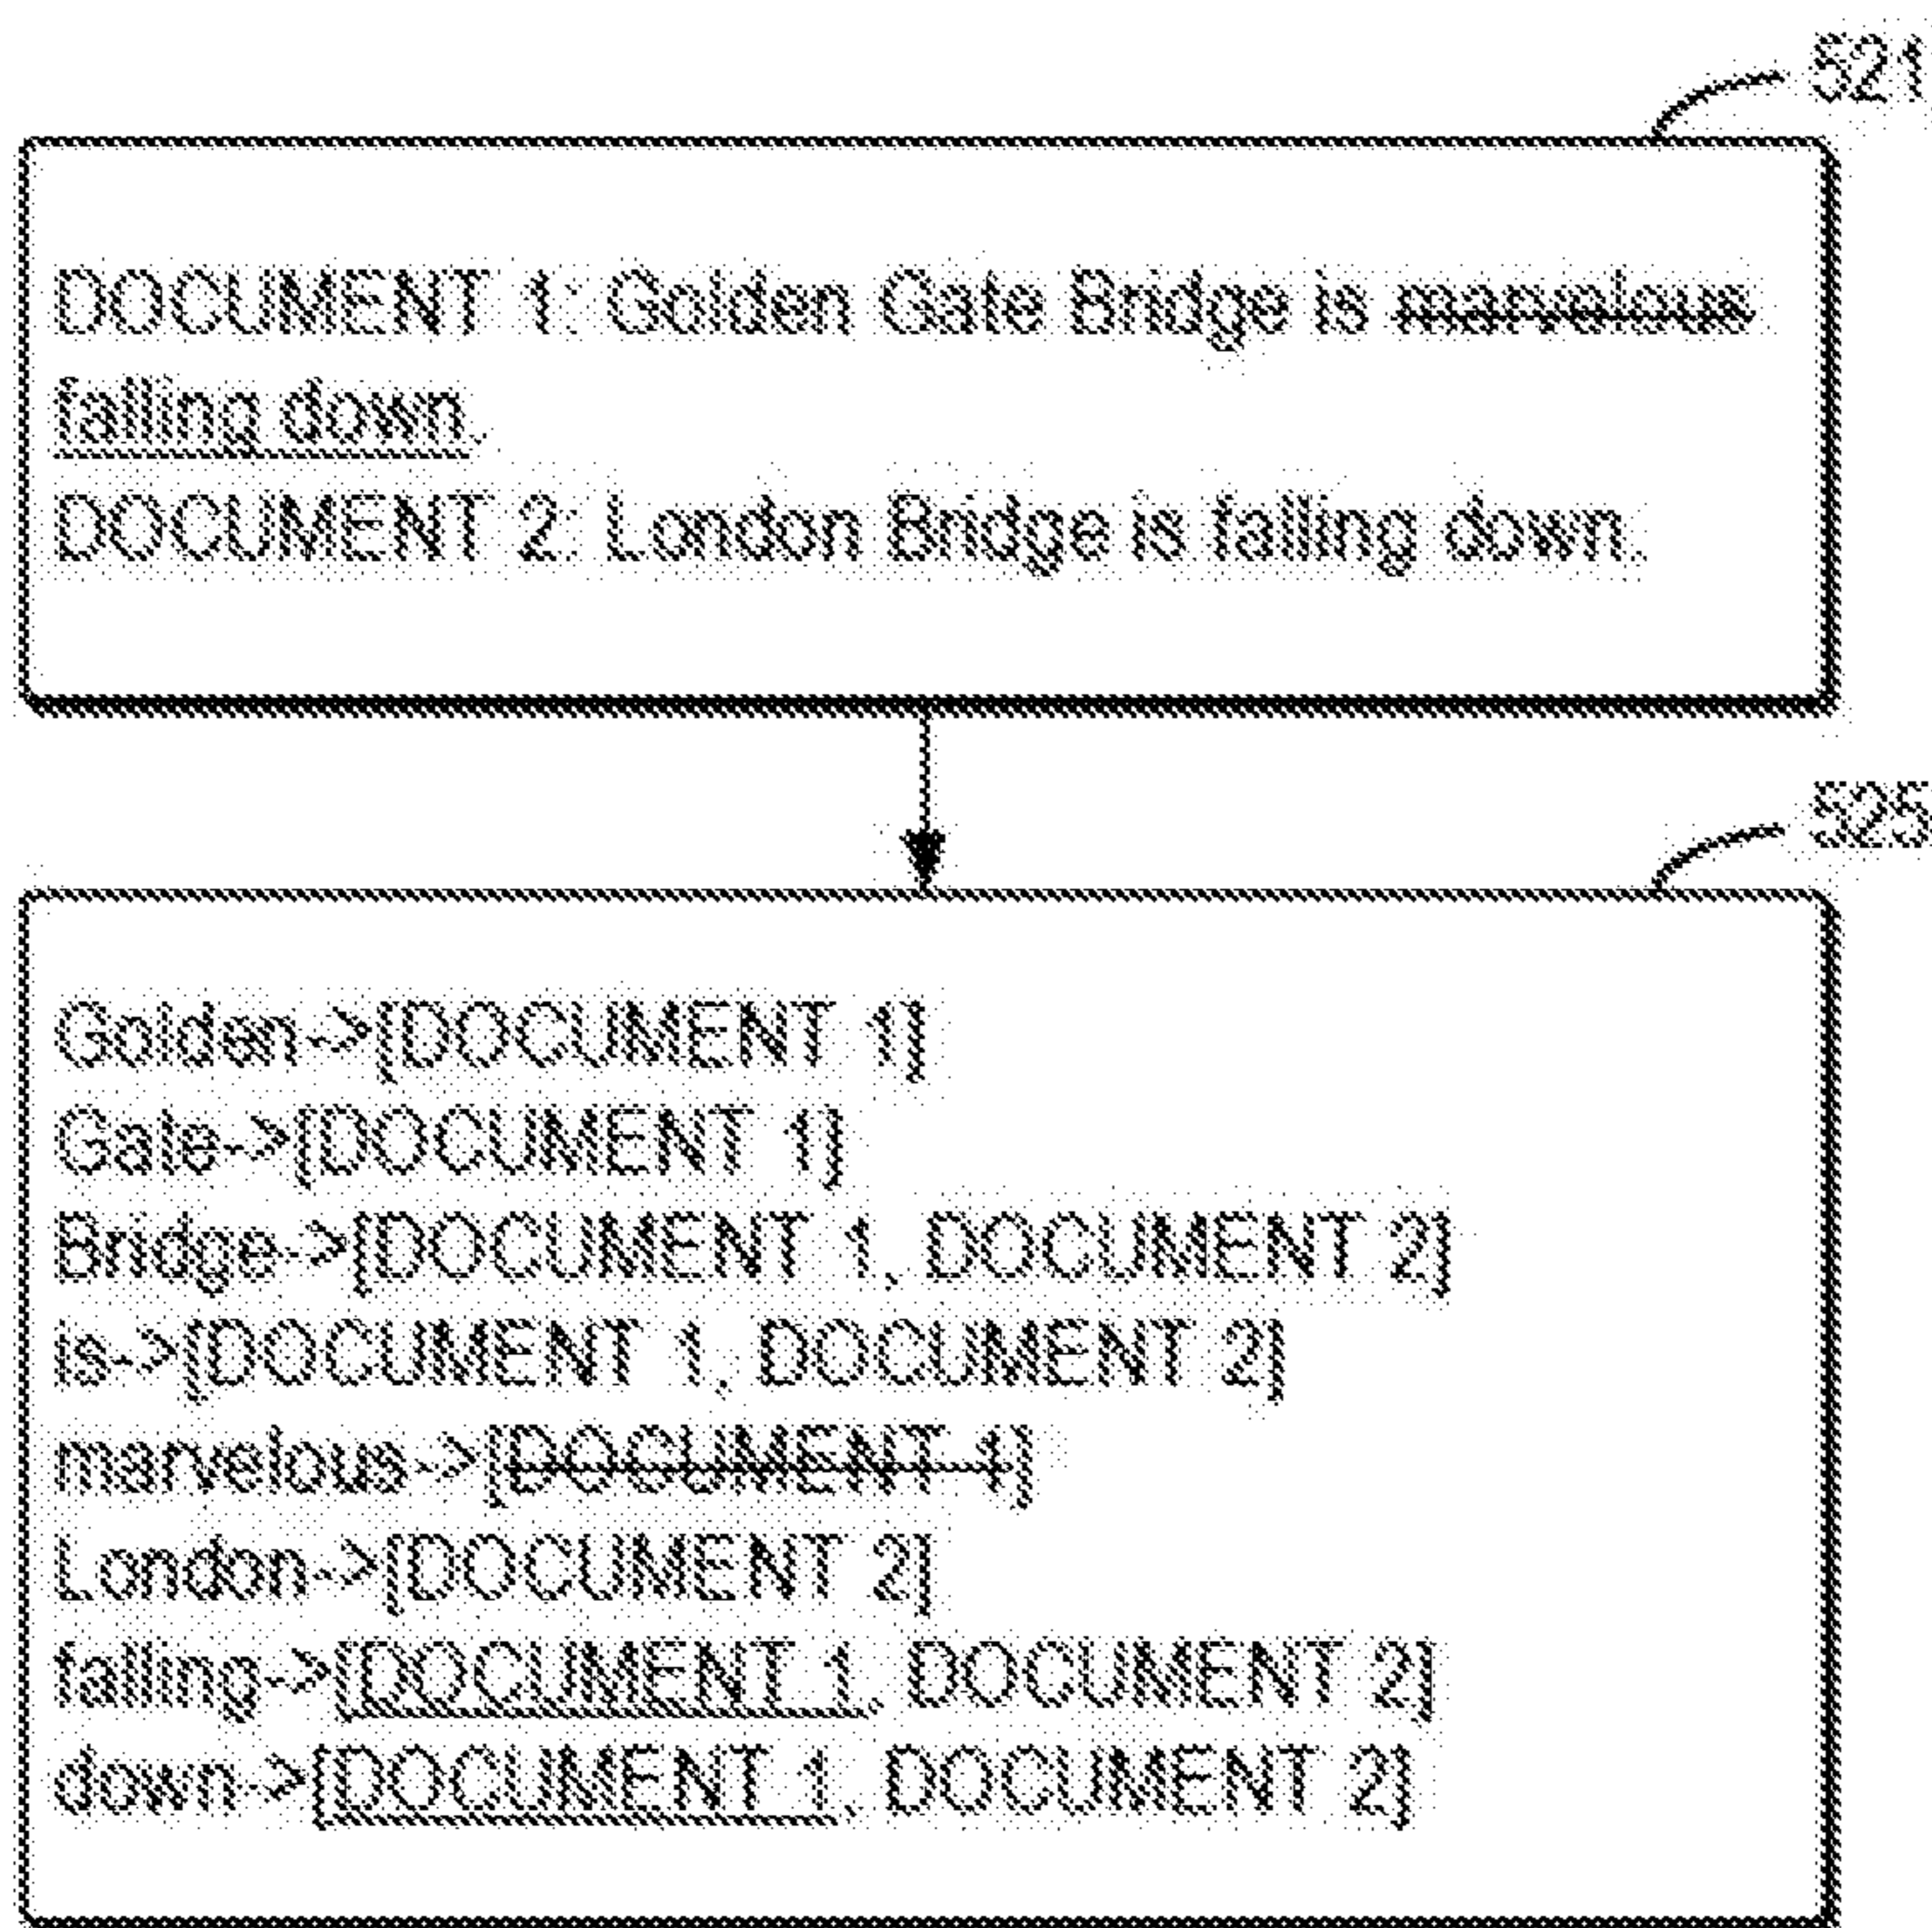 521
DOCUMENT 1: Golden Gate Bridge is marvelous
falling down.
DOCUMENT 2: London Bridge is falling down.
525
Golden->[DOCUMENT 1]
Gate->[DOCUMENT 1]
Bridge->[DOCUMENT 1, DOCUMENT 2]
is->[DOCUMENT 1, DOCUMENT 2]
marvelous->[DOCUMENT 1]
London->[DOCUMENT 2]
falling->[DOCUMENT 1, DOCUMENT 2]
down->[DOCUMENT 1, DOCUMENT 2]